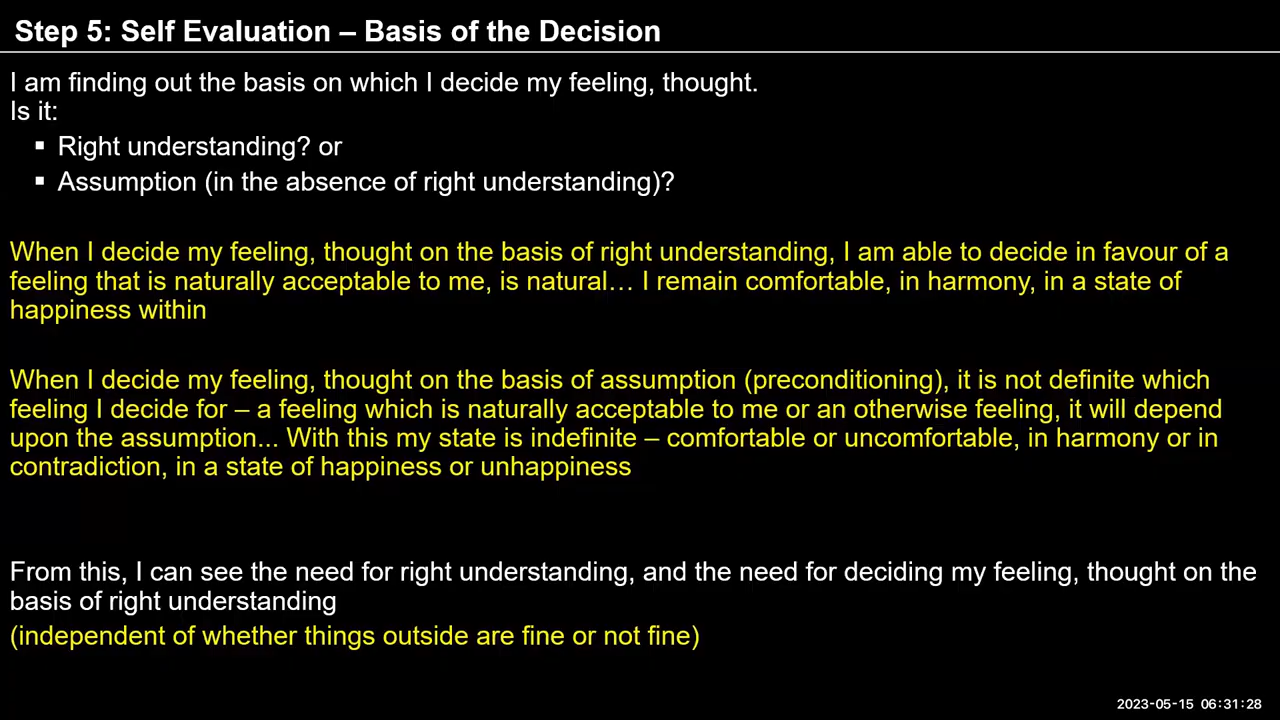 Step 5: Self Evaluation – Basis of the Decision
I am finding out the basis on which I decide my feeling, thought.
Is it:
▪ Right understanding? or
▪ Assumption (in the absence of right understanding)?
When I decide my feeling, thought on the basis of right understanding, I am able to decide in favour of a
feeling that is naturally acceptable to me, is natural… I remain comfortable, in harmony, in a state of
happiness within
When I decide my feeling, thought on the basis of assumption (preconditioning), it is not definite which
feeling I decide for – a feeling which is naturally acceptable to me or an otherwise feeling, it will depend
upon the assumption... With this my state is indefinite – comfortable or uncomfortable, in harmony or in
contradiction, in a state of happiness or unhappiness
From this, I can see the need for right understanding, and the need for deciding my feeling, thought on the
basis of right understanding
(independent of whether things outside are fine or not fine)
2023-05-15 06:31:28